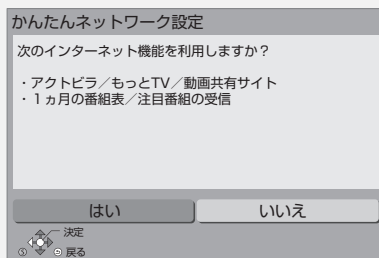 かんたんネットワーク設定
次のインターネット機能を利用しますか？
・アクトビラ／もっとTV／動画共有サイト
・１ヵ月の番組表／注目番組の受信
はい
いいえ
決定
S 戻る